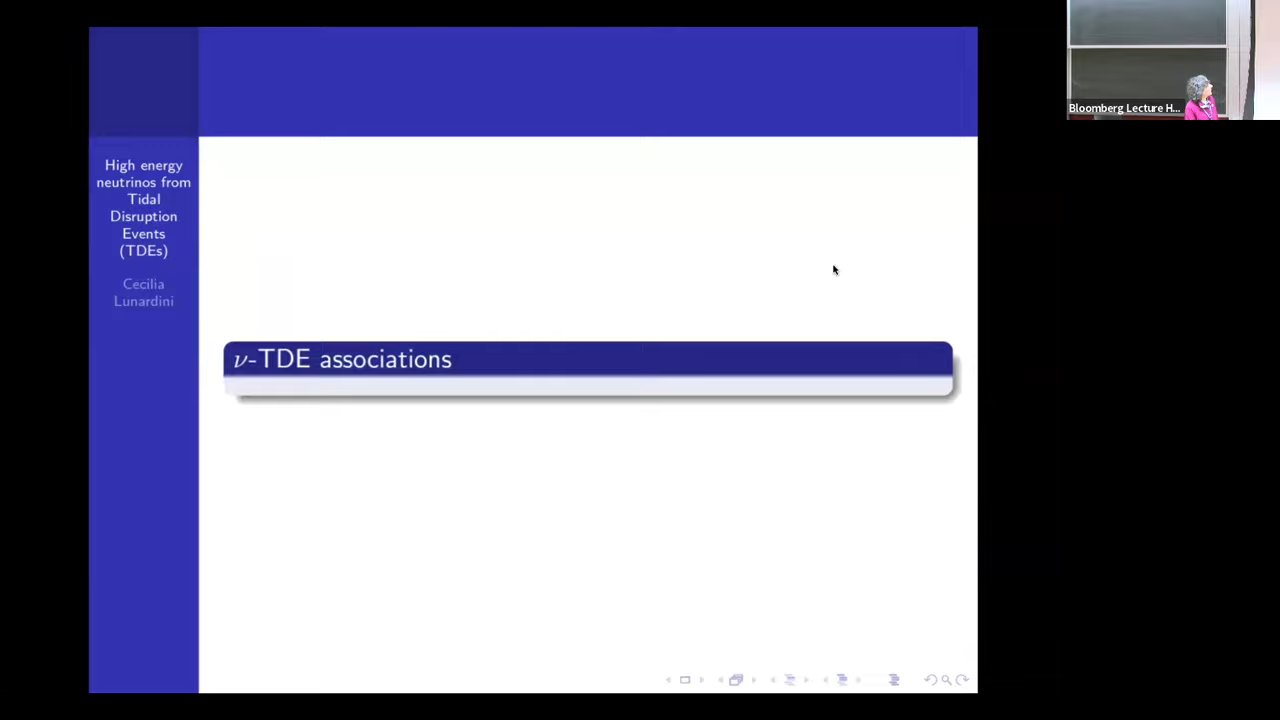 High energy
neutrinos from
Tidal
Disruption
Events
(TDEs)
Cecilia
Lunardini
ν-TDE associations
Bloomberg Lecture H...